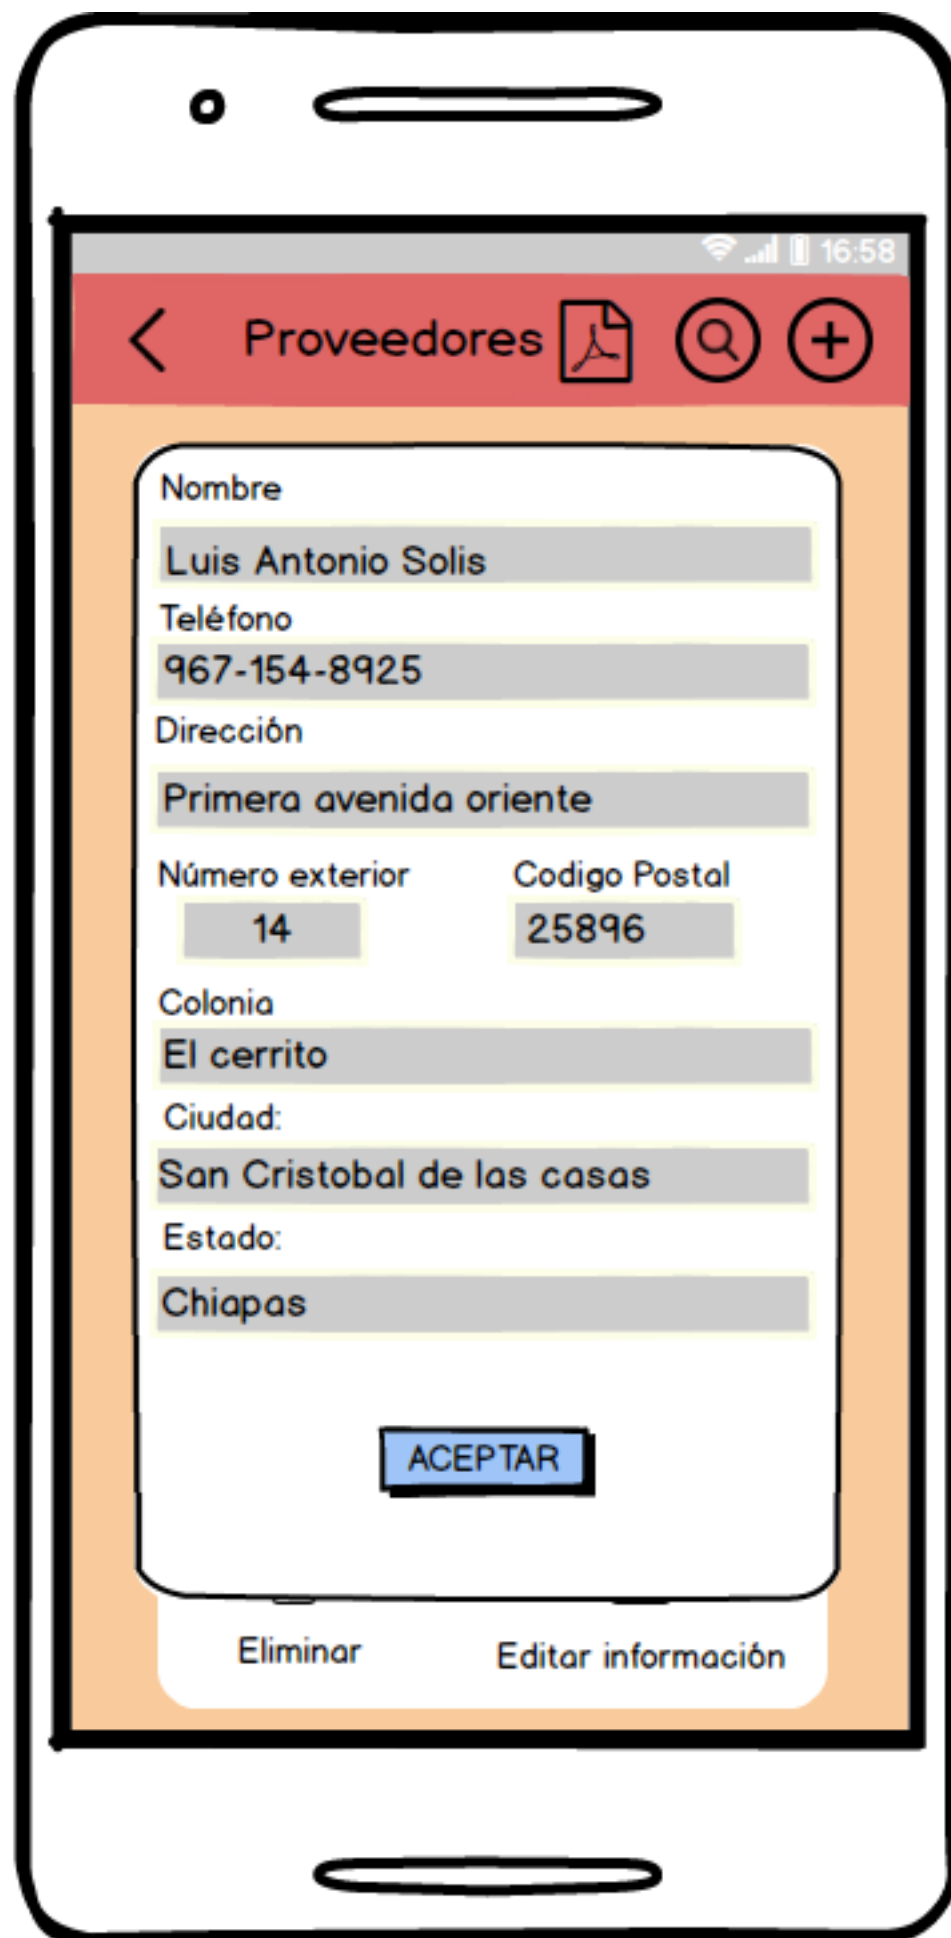 16:58
Proveedores
Nombre
Luis Antonio Solis
Teléfono
967-154-8925
Dirección
Primera avenida oriente
Número exterior Codigo Postal
14 25896
Colonia
El cerrito
Ciudad:
San Cristobal de las casas
Estado:
Chiapas
ACEPTAR
Eliminar Editar información